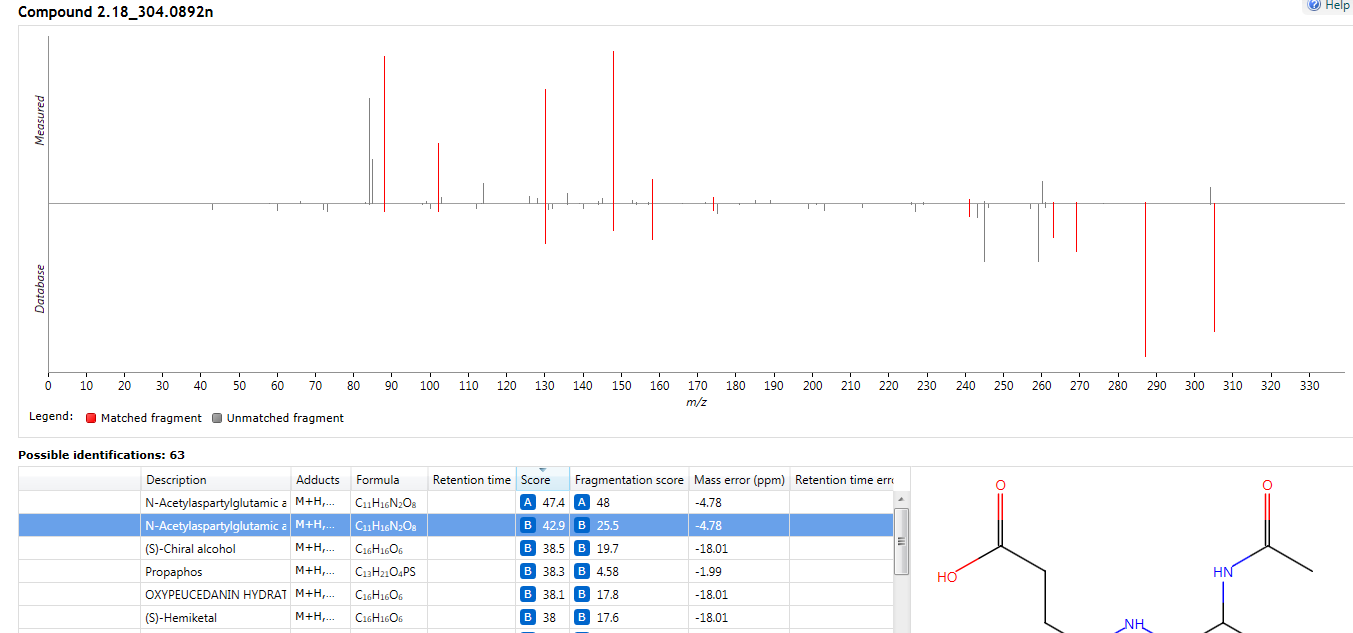 Compound 2.18_304.0892n
Help
Measured
Database
0 10 20 30 40 50 60 70 80 90 100 110 120 130 140 150 160 170 180 190 200 210 220 230 240 250 260 270 280 290 300 310 320 330
m/z
Legend: Matched fragment Unmatched fragment
Possible identifications: 63
Description Adducts Formula Retention time Score Fragmentation score Mass error (ppm) Retention time erro
N-Acetylaspartylglutamic a M+H,... C₁₁H₁₆N₂O₈ A 47.4 A 48 -4.78
N-Acetylaspartylglutamic a M+H,... C₁₁H₁₆N₂O₈ B 42.9 B 25.5 -4.78
(S)-Chiral alcohol M+H,... C₁₆H₁₆O₆ B 38.5 B 19.7 -18.01
Propaphos M+H,... C₁₃H₂₁O₄PS B 38.3 B 4.58 -1.99
OXYPEUCEDANIN HYDRAT M+H,... C₁₆H₁₆O₆ B 38.1 B 17.8 -18.01
(S)-Hemiketal M+H,... C₁₆H₁₆O₆ B 38 B 17.6 -18.01
O O
HO HN
NH